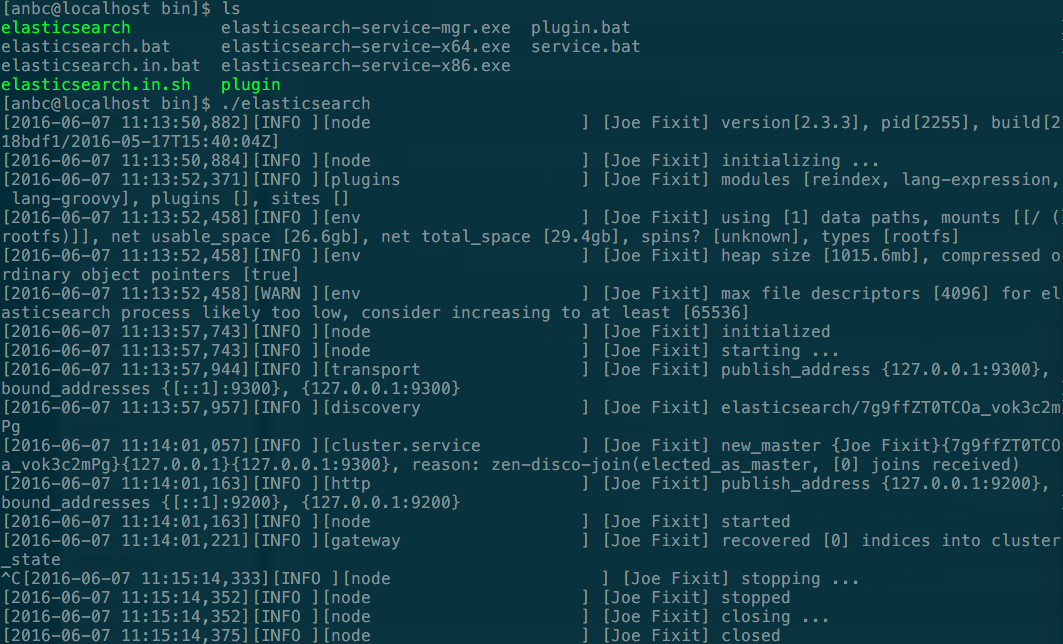 [anbc@localhost bin]$ ls
elasticsearch         elasticsearch-service-mgr.exe  plugin.bat
elasticsearch.bat     elasticsearch-service-x64.exe  service.bat
elasticsearch.in.bat  elasticsearch-service-x86.exe
elasticsearch.in.sh   plugin
[anbc@localhost bin]$ ./elasticsearch
[2016-06-07 11:13:50,882][INFO ][node                     ] [Joe Fixit] version[2.3.3], pid[2255], build[2
18bdf1/2016-05-17T15:40:04Z]
[2016-06-07 11:13:50,884][INFO ][node                     ] [Joe Fixit] initializing ...
[2016-06-07 11:13:52,371][INFO ][plugins                  ] [Joe Fixit] modules [reindex, lang-expression,
 lang-groovy], plugins [], sites []
[2016-06-07 11:13:52,458][INFO ][env                      ] [Joe Fixit] using [1] data paths, mounts [[/ (
rootfs)]], net usable_space [26.6gb], net total_space [29.4gb], spins? [unknown], types [rootfs]
[2016-06-07 11:13:52,458][INFO ][env                      ] [Joe Fixit] heap size [1015.6mb], compressed o
rdinary object pointers [true]
[2016-06-07 11:13:52,458][WARN ][env                      ] [Joe Fixit] max file descriptors [4096] for el
asticsearch process likely too low, consider increasing to at least [65536]
[2016-06-07 11:13:57,743][INFO ][node                     ] [Joe Fixit] initialized
[2016-06-07 11:13:57,743][INFO ][node                     ] [Joe Fixit] starting ...
[2016-06-07 11:13:57,944][INFO ][transport                ] [Joe Fixit] publish_address {127.0.0.1:9300},
bound_addresses {[::1]:9300}, {127.0.0.1:9300}
[2016-06-07 11:13:57,957][INFO ][discovery                ] [Joe Fixit] elasticsearch/7g9ffZT0TCOa_vok3c2m
Pg
[2016-06-07 11:14:01,057][INFO ][cluster.service          ] [Joe Fixit] new_master {Joe Fixit}{7g9ffZT0TCO
a_vok3c2mPg}{127.0.0.1}{127.0.0.1:9300}, reason: zen-disco-join(elected_as_master, [0] joins received)
[2016-06-07 11:14:01,163][INFO ][http                     ] [Joe Fixit] publish_address {127.0.0.1:9200},
bound_addresses {[::1]:9200}, {127.0.0.1:9200}
[2016-06-07 11:14:01,163][INFO ][node                     ] [Joe Fixit] started
[2016-06-07 11:14:01,221][INFO ][gateway                  ] [Joe Fixit] recovered [0] indices into cluster
_state
^C[2016-06-07 11:15:14,333][INFO ][node                     ] [Joe Fixit] stopping ...
[2016-06-07 11:15:14,352][INFO ][node                     ] [Joe Fixit] stopped
[2016-06-07 11:15:14,352][INFO ][node                     ] [Joe Fixit] closing ...
[2016-06-07 11:15:14,375][INFO ][node                     ] [Joe Fixit] closed